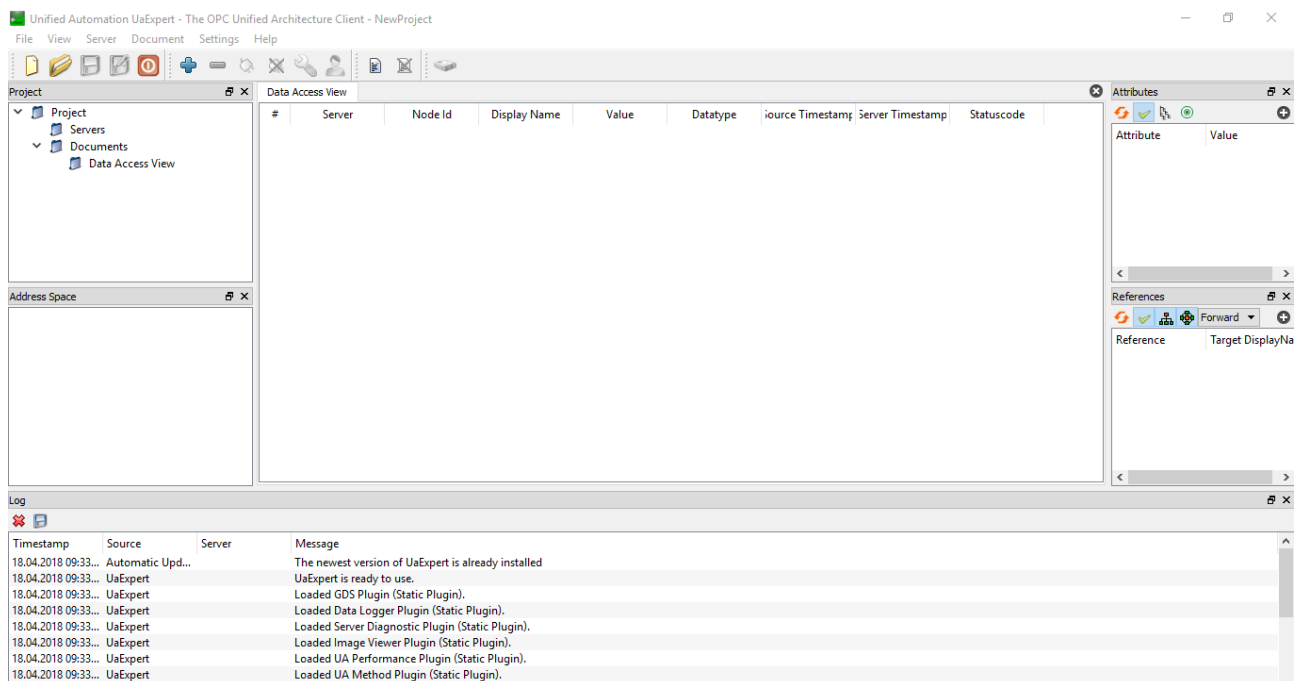 Unified Automation UaExpert - The OPC Unified Architecture Client - NewProject
File View Server Document Settings Help
Project
Project
Servers
Documents
Data Access View
Address Space
Data Access View
# Server Node Id Display Name Value Datatype Source Timestamp Server Timestamp Statuscode
Attributes
Attribute Value
References
Forward
Reference Target DisplayNa
Log
Timestamp Source Server Message
18.04.2018 09:33... Automatic Upd... The newest version of UaExpert is already installed
18.04.2018 09:33... UaExpert UaExpert is ready to use.
18.04.2018 09:33... UaExpert Loaded GDS Plugin (Static Plugin).
18.04.2018 09:33... UaExpert Loaded Data Logger Plugin (Static Plugin).
18.04.2018 09:33... UaExpert Loaded Server Diagnostic Plugin (Static Plugin).
18.04.2018 09:33... UaExpert Loaded Image Viewer Plugin (Static Plugin).
18.04.2018 09:33... UaExpert Loaded UA Performance Plugin (Static Plugin).
18.04.2018 09:33... UaExpert Loaded UA Method Plugin (Static Plugin).